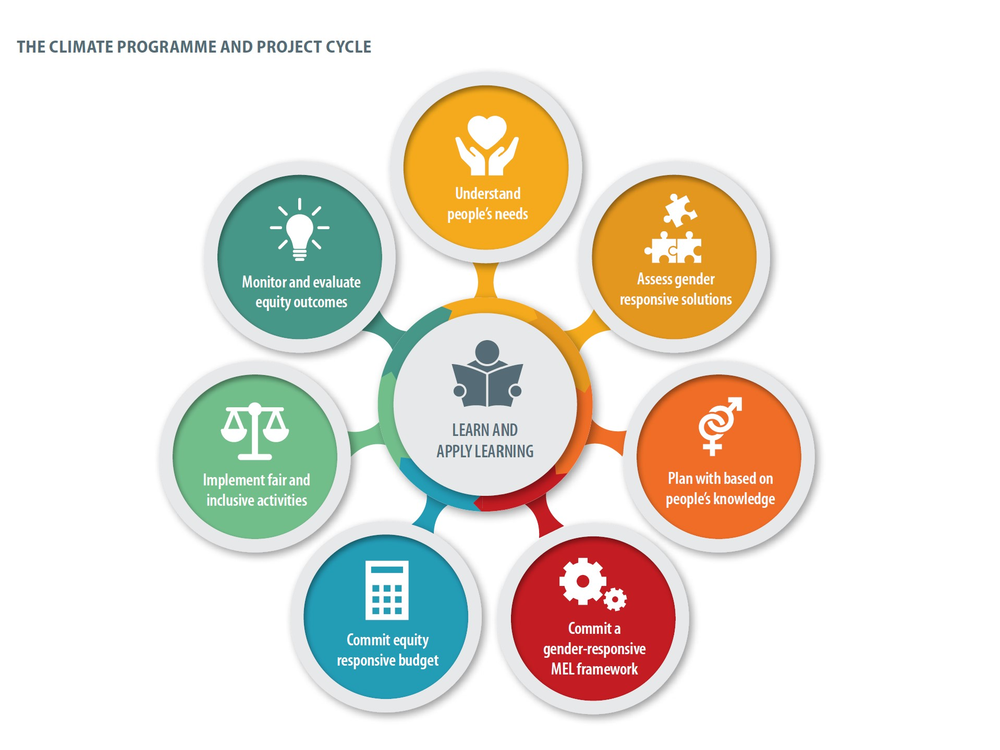 THE CLIMATE PROGRAMME AND PROJECT CYCLE
Understand
people’s needs
Assess gender
responsive solutions
Plan with based on
people’s knowledge
Commit a
gender-responsive
MEL framework
Commit equity
responsive budget
Implement fair and
inclusive activities
Monitor and evaluate
equity outcomes
LEARN AND
APPLY LEARNING